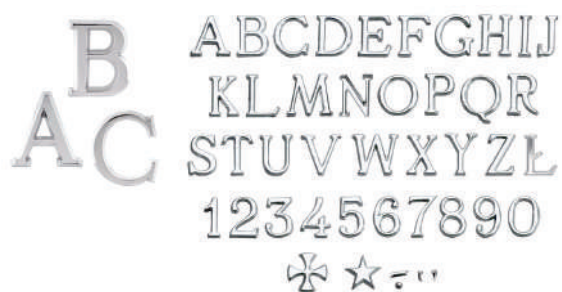 B
A C
ABCDEFGHIJ
KLMNOPQR
STUVWXYZŁ
1234567890
✠ ☆ - . , ' '